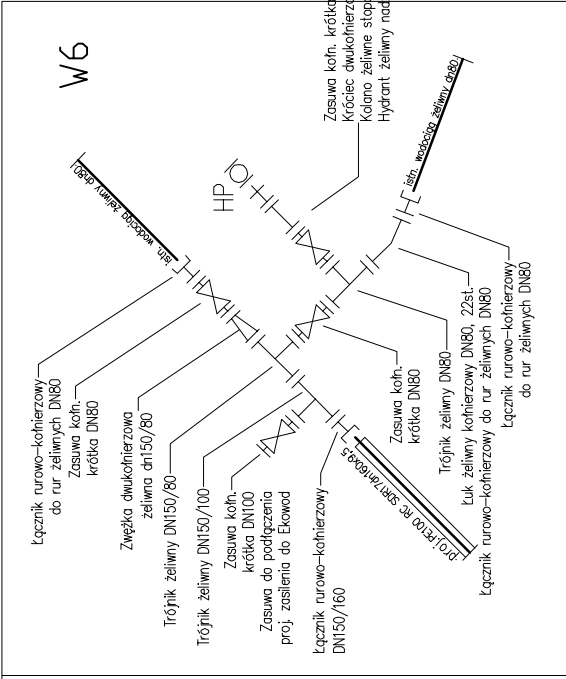 W6
Łącznik rurowo-kołnierzowy
do rur żeliwnych DN80
Zasuwa kołn.
krótka DN80
Zwężka dwukołnierzowa
żeliwna dn150/80
Trójnik żeliwny DN150/80
Trójnik żeliwny DN150/100
Zasuwa kołn.
krótka DN100
Zasuwa do podłączenia
proj. zasilenia do Ekowod
Łącznik rurowo-kołnierzowy
DN150/160
istn. wodociąg żeliwny dn80
HP
Zasuwa kołn. krótka
Króciec dwukołnierzo
Kolano żeliwne stop
Hydrant żeliwny nad
istn. wodociąg żeliwny dn80
proj.PE100 RC SDR17dn160x9,5
Zasuwa kołn.
krótka DN80
Trójnik żeliwny DN80
Łuk żeliwny kołnierzowy DN80, 22st.
Łącznik rurowo-kołnierzowy do rur żeliwnych DN80
Łącznik rurowo-kołnierzowy
do rur żeliwnych DN80